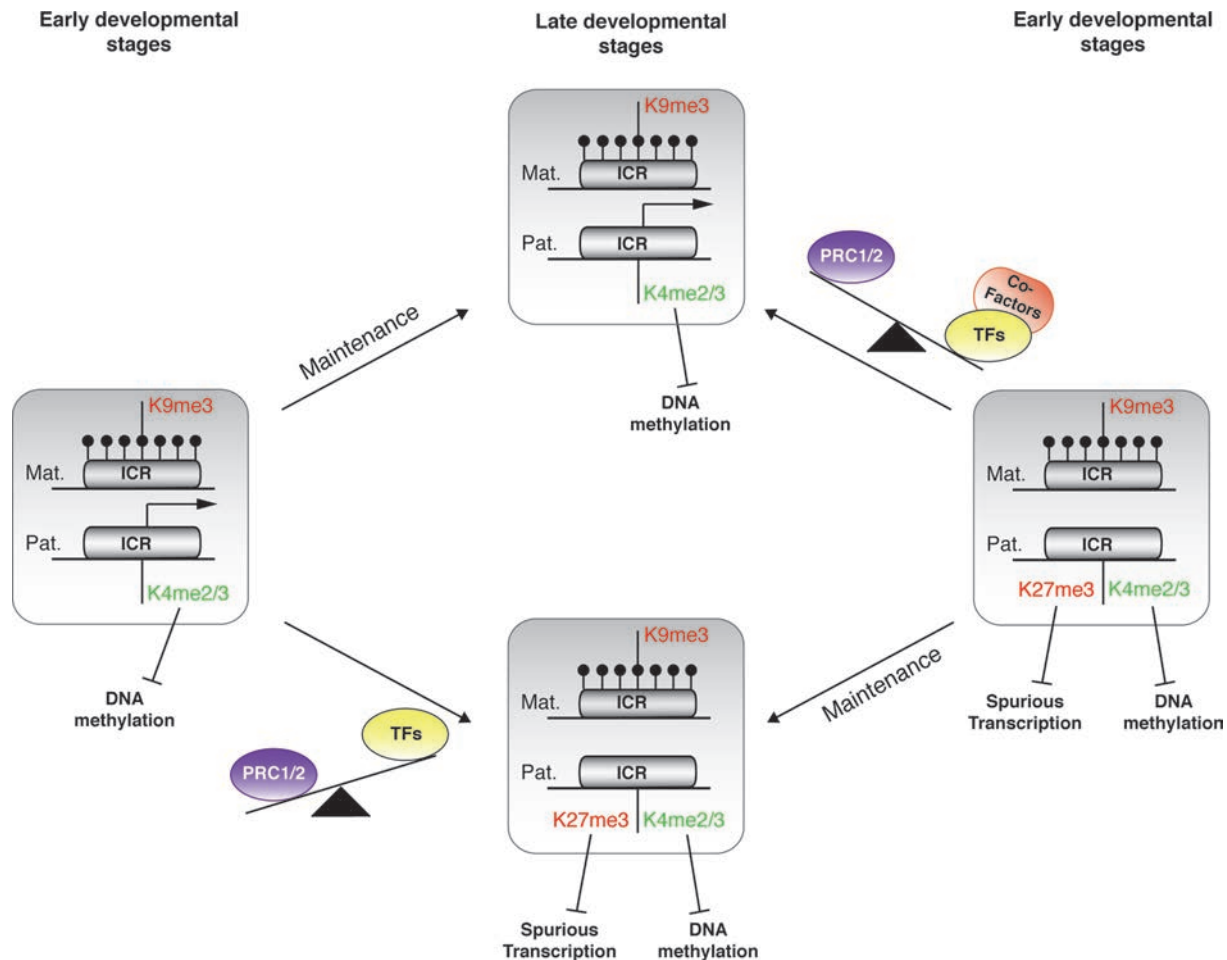 Early developmental
stages
Late developmental
stages
Early developmental
stages
K9me3
Mat.
ICR
Pat.
ICR
K4me2/3
DNA
methylation
PRC1/2
Co-
Factors
TFs
Maintenance
K9me3
Mat.
ICR
Pat.
ICR
K4me2/3
DNA
methylation
K9me3
Mat.
ICR
Pat.
ICR
K27me3
K4me2/3
Spurious
Transcription
DNA
methylation
Maintenance
TFs
PRC1/2
K9me3
Mat.
ICR
Pat.
ICR
K27me3
K4me2/3
Spurious
Transcription
DNA
methylation